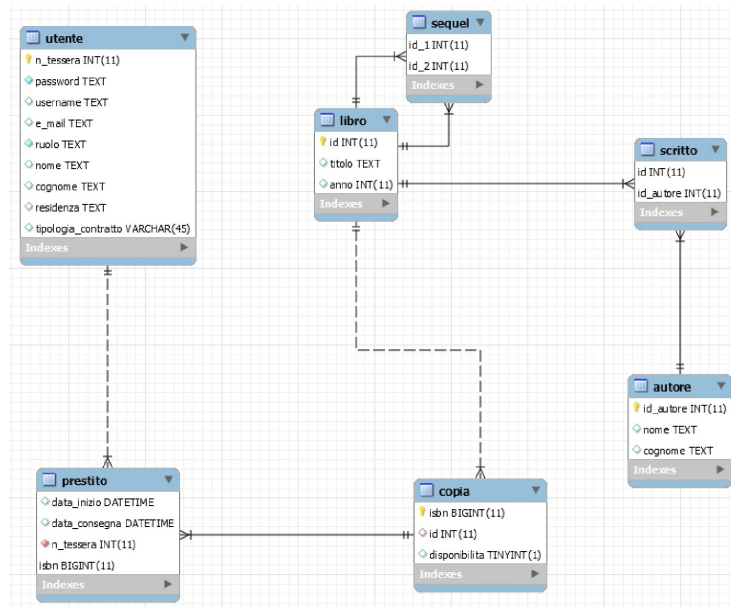 utente
n_tessera INT(11)
password TEXT
username TEXT
e_mail TEXT
ruolo TEXT
nome TEXT
cognome TEXT
residenza TEXT
tipologia_contratto VARCHAR(45)
Indexes
sequel
id_1 INT(11)
id_2 INT(11)
Indexes
libro
id INT(11)
titolo TEXT
anno INT(11)
Indexes
scritto
id INT(11)
id_autore INT(11)
Indexes
autore
id_autore INT(11)
nome TEXT
cognome TEXT
Indexes
prestito
data_inizio DATETIME
data_consegna DATETIME
n_tessera INT(11)
isbn BIGINT(11)
Indexes
copia
isbn BIGINT(11)
id INT(11)
disponibilita TINYINT(1)
Indexes